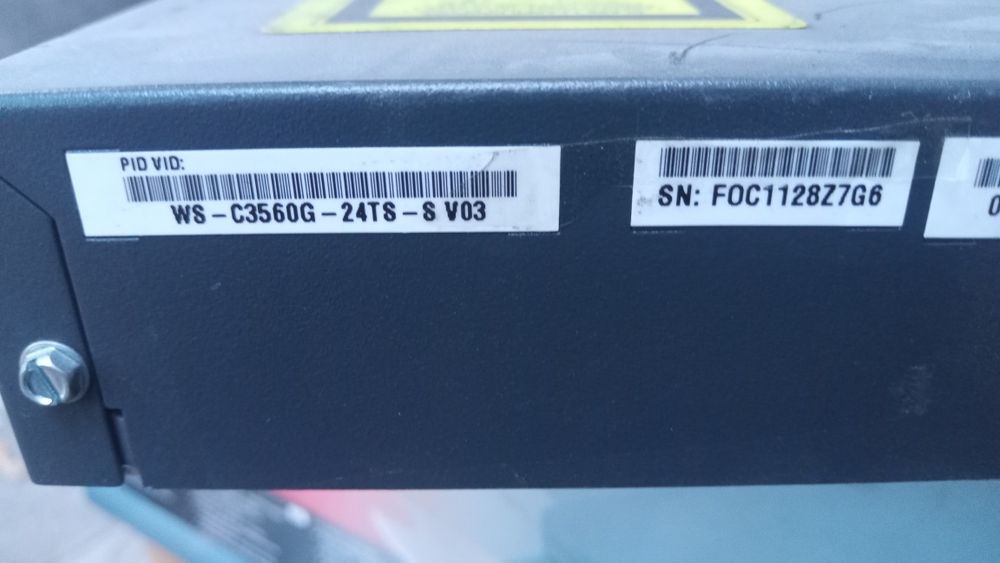 PID VID:
WS-C3560G-24TS-S V03
SN: FOC1128Z7G6